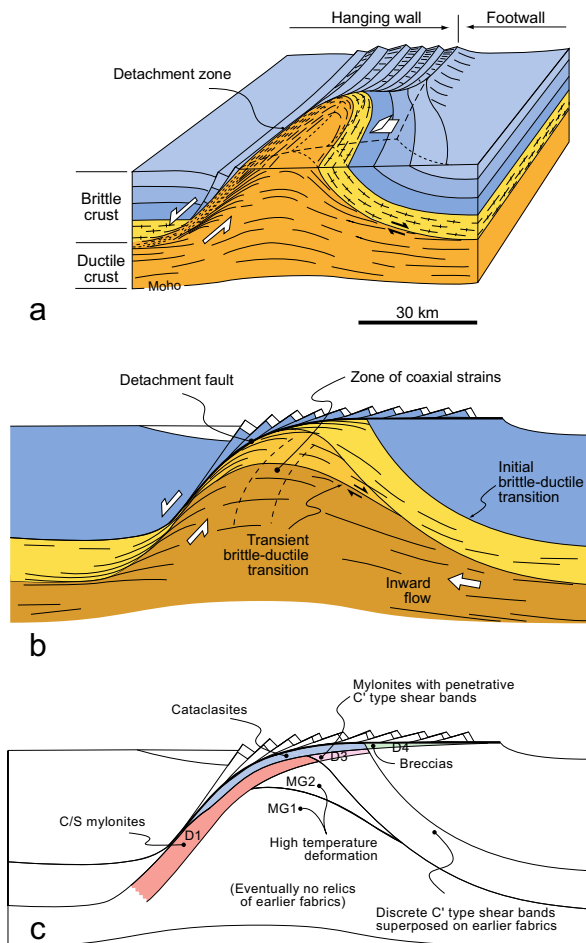 Hanging wall
Footwall
Detachment zone
Brittle
crust
Ductile
crust
Moho
a
30 km
Detachment fault
Zone of coaxial strains
Initial
brittle-ductile
transition
Transient
brittle-ductile
transition
Inward
flow
b
Mylonites with penetrative
C' type shear bands
Cataclasites
D3
D4
Breccias
MG2
MG1
C/S mylonites
D1
High temperature
deformation
(Eventually no relics
of earlier fabrics)
Discrete C' type shear bands
superposed on earlier fabrics
c